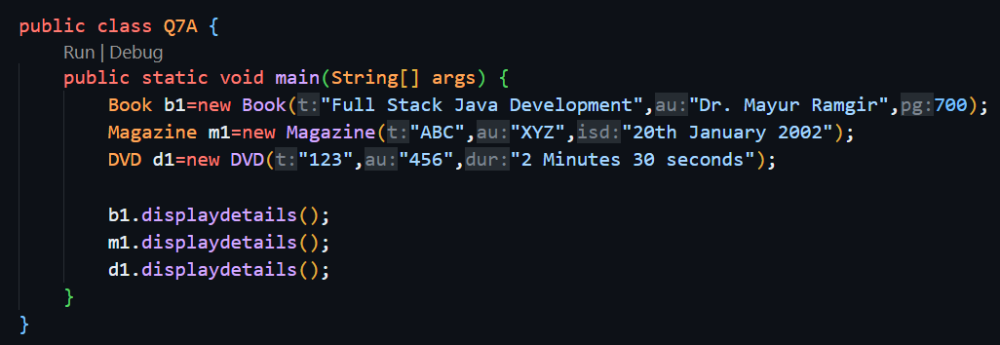 public class Q7A {
Run | Debug
public static void main(String[] args) {
Book b1=new Book(t:"Full Stack Java Development",au:"Dr. Mayur Ramgir",pg:700);
Magazine m1=new Magazine(t:"ABC",au:"XYZ",isd:"20th January 2002");
DVD d1=new DVD(t:"123",au:"456",dur:"2 Minutes 30 seconds");
b1.displaydetails();
m1.displaydetails();
d1.displaydetails();
}
}